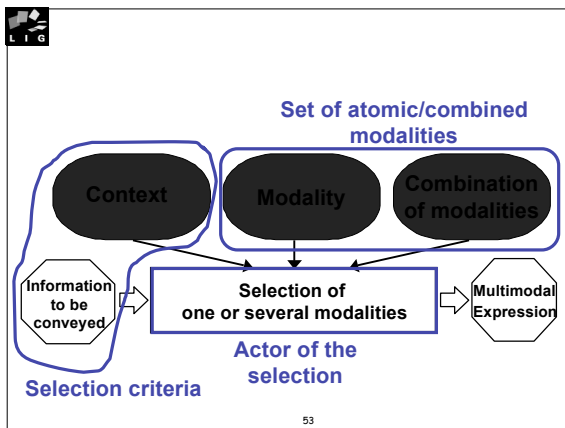 L I G
Set of atomic/combined
modalities
Context
Modality
Combination
of modalities
Information
to be
conveyed
Selection of
one or several modalities
Multimodal
Expression
Actor of the
selection
Selection criteria
53